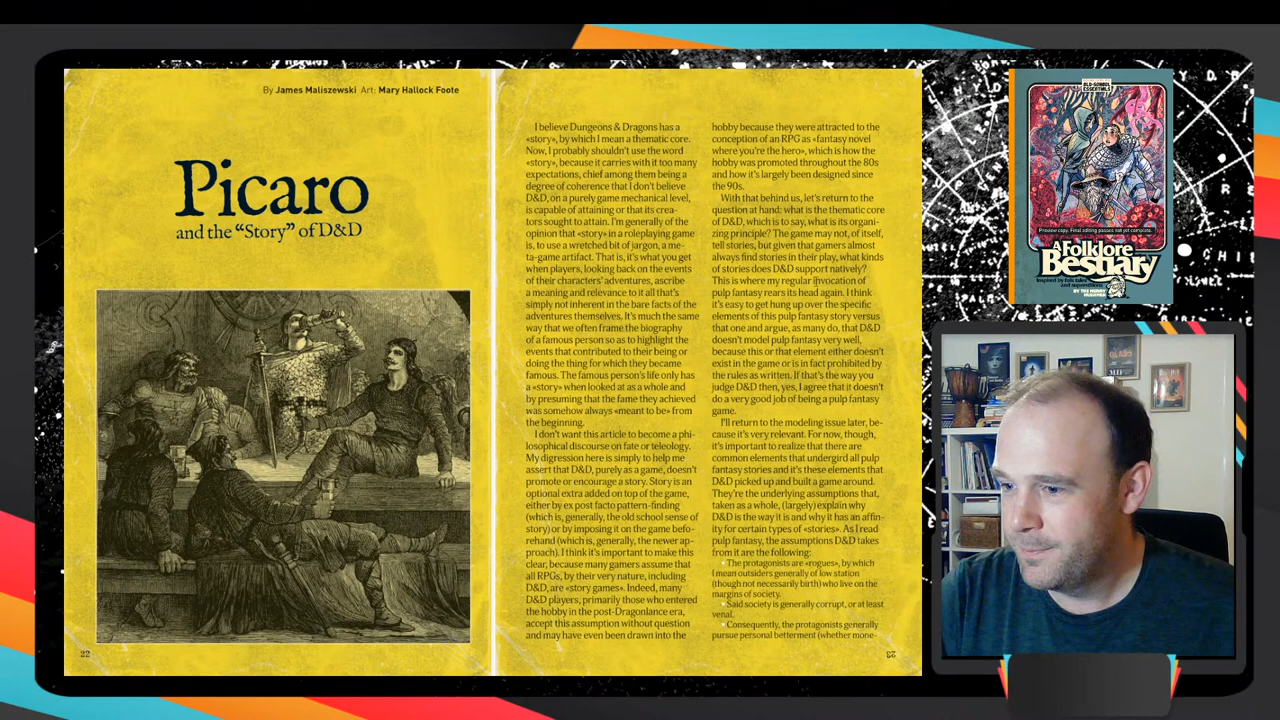 By James Maliszewski Art: Mary Hallock Foote
Picaro
and the “Story” of D&D
22
I believe Dungeons & Dragons has a
«story», by which I mean a thematic core.
Now, I probably shouldn't use the word
«story», because it carries with it too many
expectations, chief among them being a
degree of coherence that I don't believe
D&D, on a purely game mechanical level,
is capable of attaining or that its crea-
tors sought to attain. I'm generally of the
opinion that «story» in a roleplaying game
is, to use a wretched bit of jargon, a me-
ta-game artifact. That is, it's what you get
when players, looking back on the events
of their characters' adventures, ascribe
a meaning and relevance to it all that's
simply not inherent in the bare facts of the
adventures themselves. It's much the same
way that we often frame the biography
of a famous person so as to highlight the
events that contributed to their being or
doing the thing for which they became
famous. The famous person's life only has
a «story» when looked at as a whole and
by presuming that the fame they achieved
was somehow always «meant to be» from
the beginning.
I don't want this article to become a phi-
losophical discourse on fate or teleology.
My digression here is simply to help me
assert that D&D, purely as a game, doesn't
promote or encourage a story. Story is an
optional extra added on top of the game,
either by ex post facto pattern-finding
(which is, generally, the old school sense of
story) or by imposing it on the game befo-
rehand (which is, generally, the newer ap-
proach). I think it's important to make this
clear, because many gamers assume that
all RPGs, by their very nature, including
D&D, are «story games». Indeed, many
D&D players, primarily those who entered
the hobby in the post-Dragonlance era,
accept this assumption without question
and may have even been drawn into the
hobby because they were attracted to the
conception of an RPG as «fantasy novel
where you're the hero», which is how the
hobby was promoted throughout the 80s
and how it's largely been designed since
the 90s.
With that behind us, let's return to the
question at hand: what is the thematic core
of D&D, which is to say, what is its organi-
zing principle? The game may not, of itself,
tell stories, but given that gamers almost
always find stories in their play, what kinds
of stories does D&D support natively?
This is where my regular invocation of
pulp fantasy rears its head again. I think
it's easy to get hung up over the specific
elements of this pulp fantasy story versus
that one and argue, as many do, that D&D
doesn't model pulp fantasy very well,
because this or that element either doesn't
exist in the game or is in fact prohibited by
the rules as written. If that's the way you
judge D&D then, yes, I agree that it doesn't
do a very good job of being a pulp fantasy
game.
I'll return to the modeling issue later, be-
cause it's very relevant. For now, though,
it's important to realize that there are
common elements that undergird all pulp
fantasy stories and it's these elements that
D&D picked up and built a game around.
They're the underlying assumptions that,
taken as a whole, (largely) explain why
D&D is the way it is and why it has an affin-
ity for certain types of «stories». As I read
pulp fantasy, the assumptions D&D takes
from it are the following:
• The protagonists are «rogues», by which
I mean outsiders generally of low station
(though not necessarily birth) who live on the
margins of society.
• Said society is generally corrupt, or at least
venal.
• Consequently, the protagonists generally
pursue personal betterment (whether mone-
23
OLD-SCHOOL
ESSENTIALS
Preview copy. Final editing passes not yet complete.
A Folklore
Bestiary
Inspired by folk tales
and superstitions
BY THE MERRY
MUSHMEN